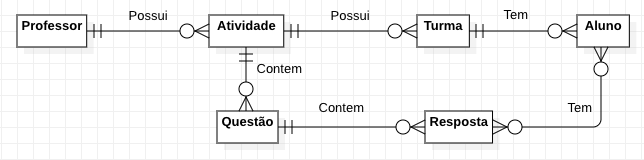 Professor
Possui
Atividade
Possui
Turma
Tem
Aluno
Contem
Questão
Contem
Resposta
Tem